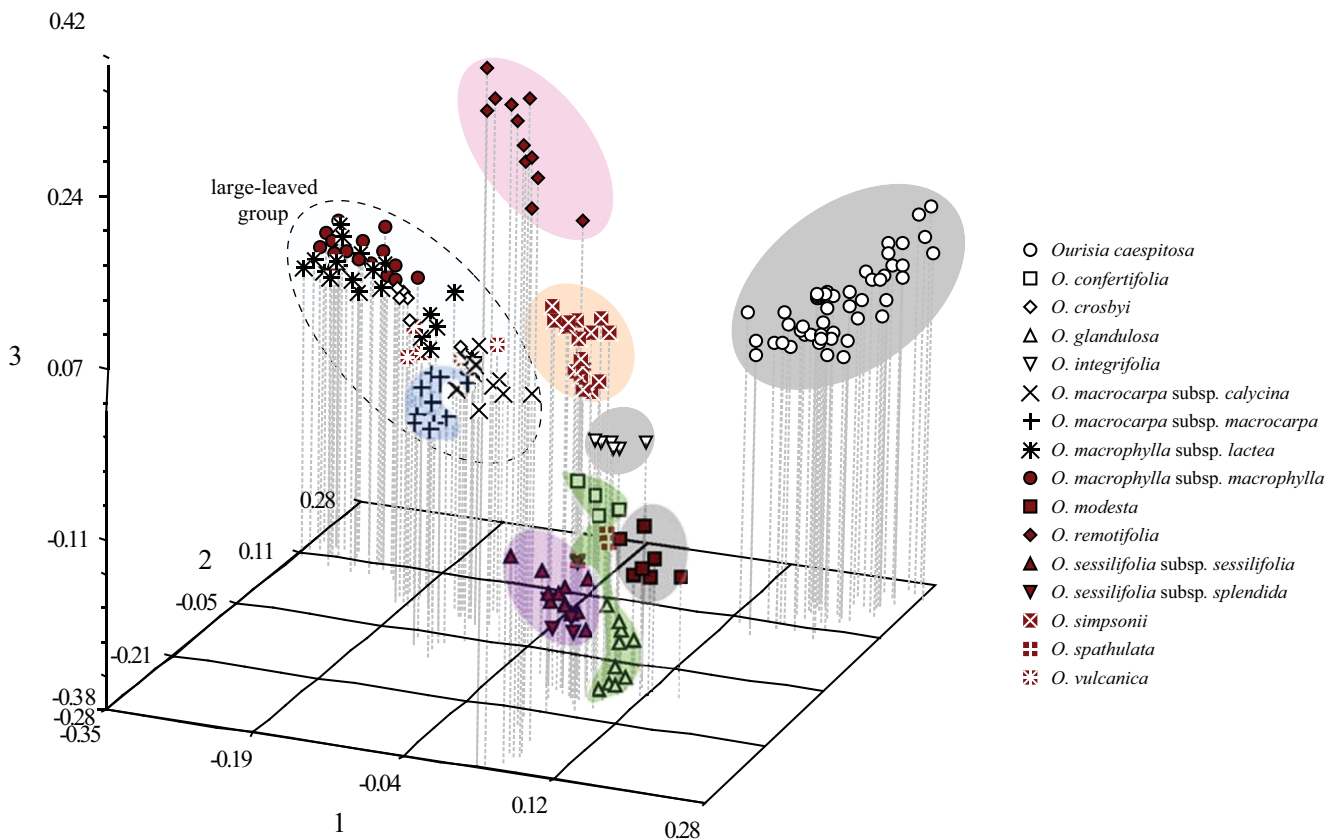 0.42
0.24
3
0.07
-0.11
-0.28
large-leaved
group
0.28
2
0.11
-0.05
-0.21
-0.38
-0.35
-0.19
-0.04
0.12
0.28
1
Ourisia caespitosa
O. confertifolia
O. crosbyi
O. glandulosa
O. integrifolia
O. macrocarpa subsp. calycina
O. macrocarpa subsp. macrocarpa
O. macrophylla subsp. lactea
O. macrophylla subsp. macrophylla
O. modesta
O. remotifolia
O. sessilifolia subsp. sessilifolia
O. sessilifolia subsp. splendida
O. simpsonii
O. spathulata
O. vulcanica